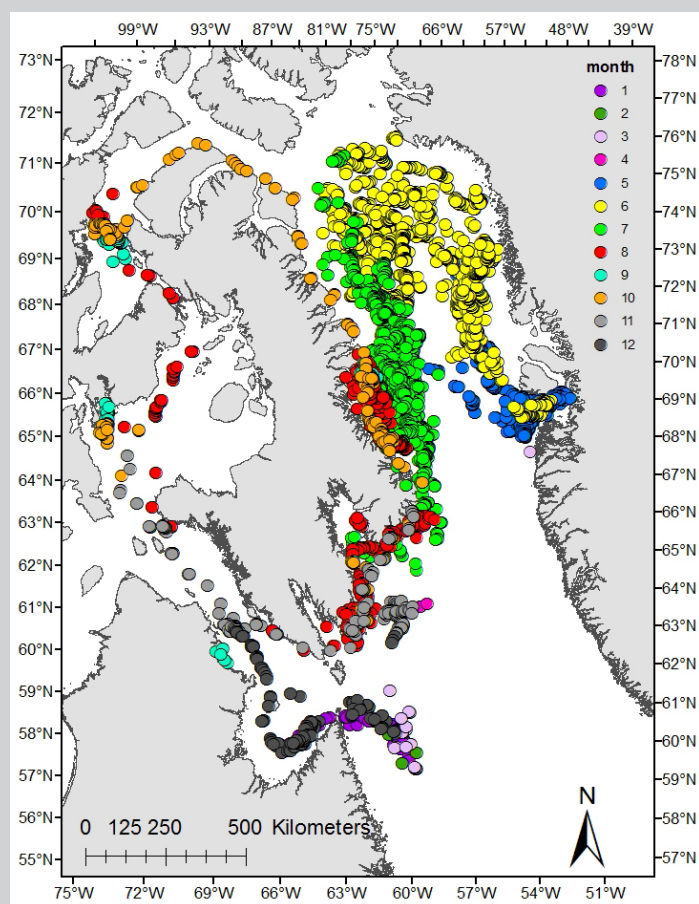 99°W 93°W 87°W 81°W 75°W 66°W 57°W 48°W 39°W
73°N
72°N
71°N
70°N
69°N
68°N
67°N
66°N
65°N
64°N
63°N
62°N
61°N
60°N
59°N
58°N
57°N
56°N
55°N
month
1
2
3
4
5
6
7
8
9
10
11
12
78°N
77°N
76°N
75°N
74°N
73°N
72°N
71°N
70°N
69°N
68°N
67°N
66°N
65°N
64°N
63°N
62°N
61°N
60°N
59°N
58°N
57°N
N
0 125 250 500 Kilometers
75°W 72°W 69°W 66°W 63°W 60°W 57°W 54°W 51°W